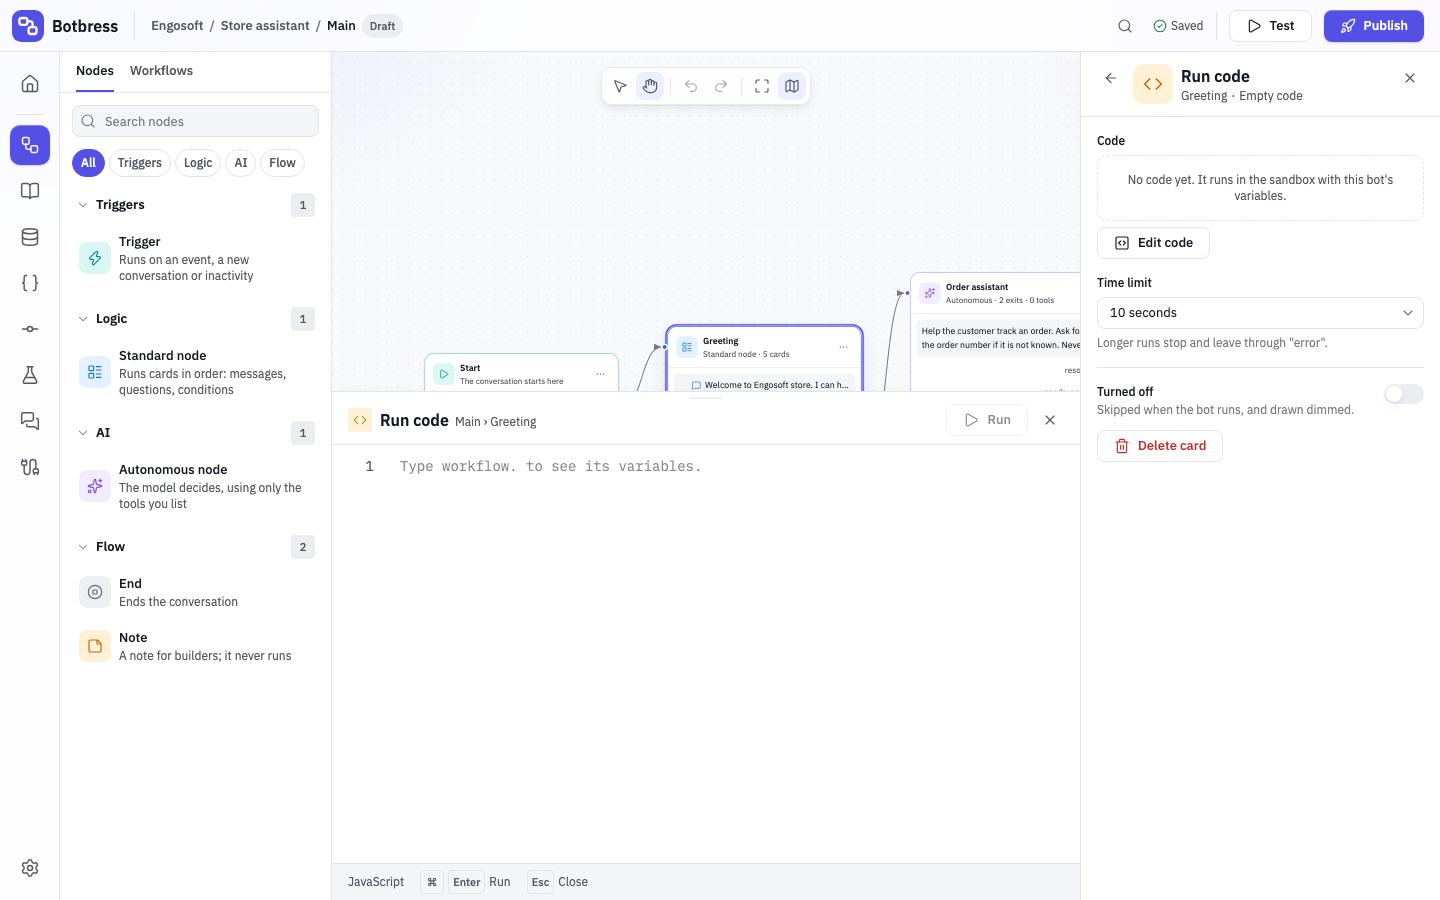 Botbress
Engosoft / Store assistant / Main Draft
Saved
Test
Publish
Nodes
Workflows
Search nodes
All
Triggers
Logic
AI
Flow
Triggers
1
Trigger
Runs on an event, a new
conversation or inactivity
Logic
1
Standard node
Runs cards in order: messages,
questions, conditions
AI
1
Autonomous node
The model decides, using only the
tools you list
Flow
2
End
Ends the conversation
Note
A note for builders; it never runs
Start
The conversation starts here
Greeting
Standard node · 5 cards
Welcome to Engosoft store. I can h...
Order assistant
Autonomous · 2 exits · 0 tools
Help the customer track an order. Ask fo
the order number if it is not known. Neve
reso
Run code
Main › Greeting
Run
1
Type workflow. to see its variables.
JavaScript
⌘ Enter Run
Esc Close
Run code
Greeting · Empty code
Code
No code yet. It runs in the sandbox with this bot's
variables.
Edit code
Time limit
10 seconds
Longer runs stop and leave through "error".
Turned off
Skipped when the bot runs, and drawn dimmed.
Delete card